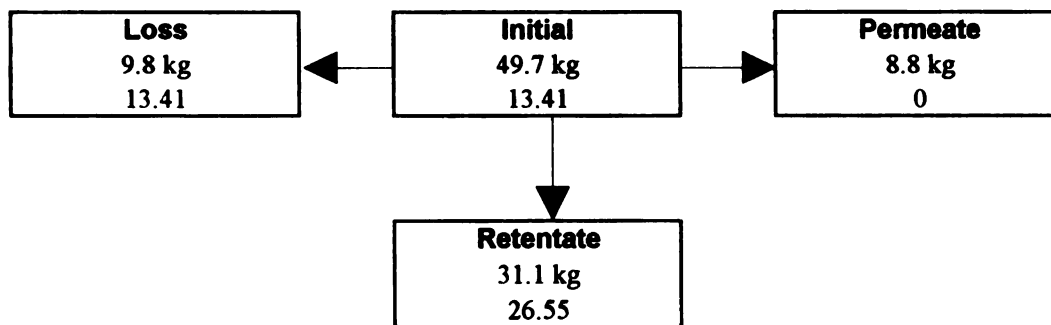 Loss
9.8 kg
13.41
Initial
49.7 kg
13.41
Permeate
8.8 kg
0
Retentate
31.1 kg
26.55